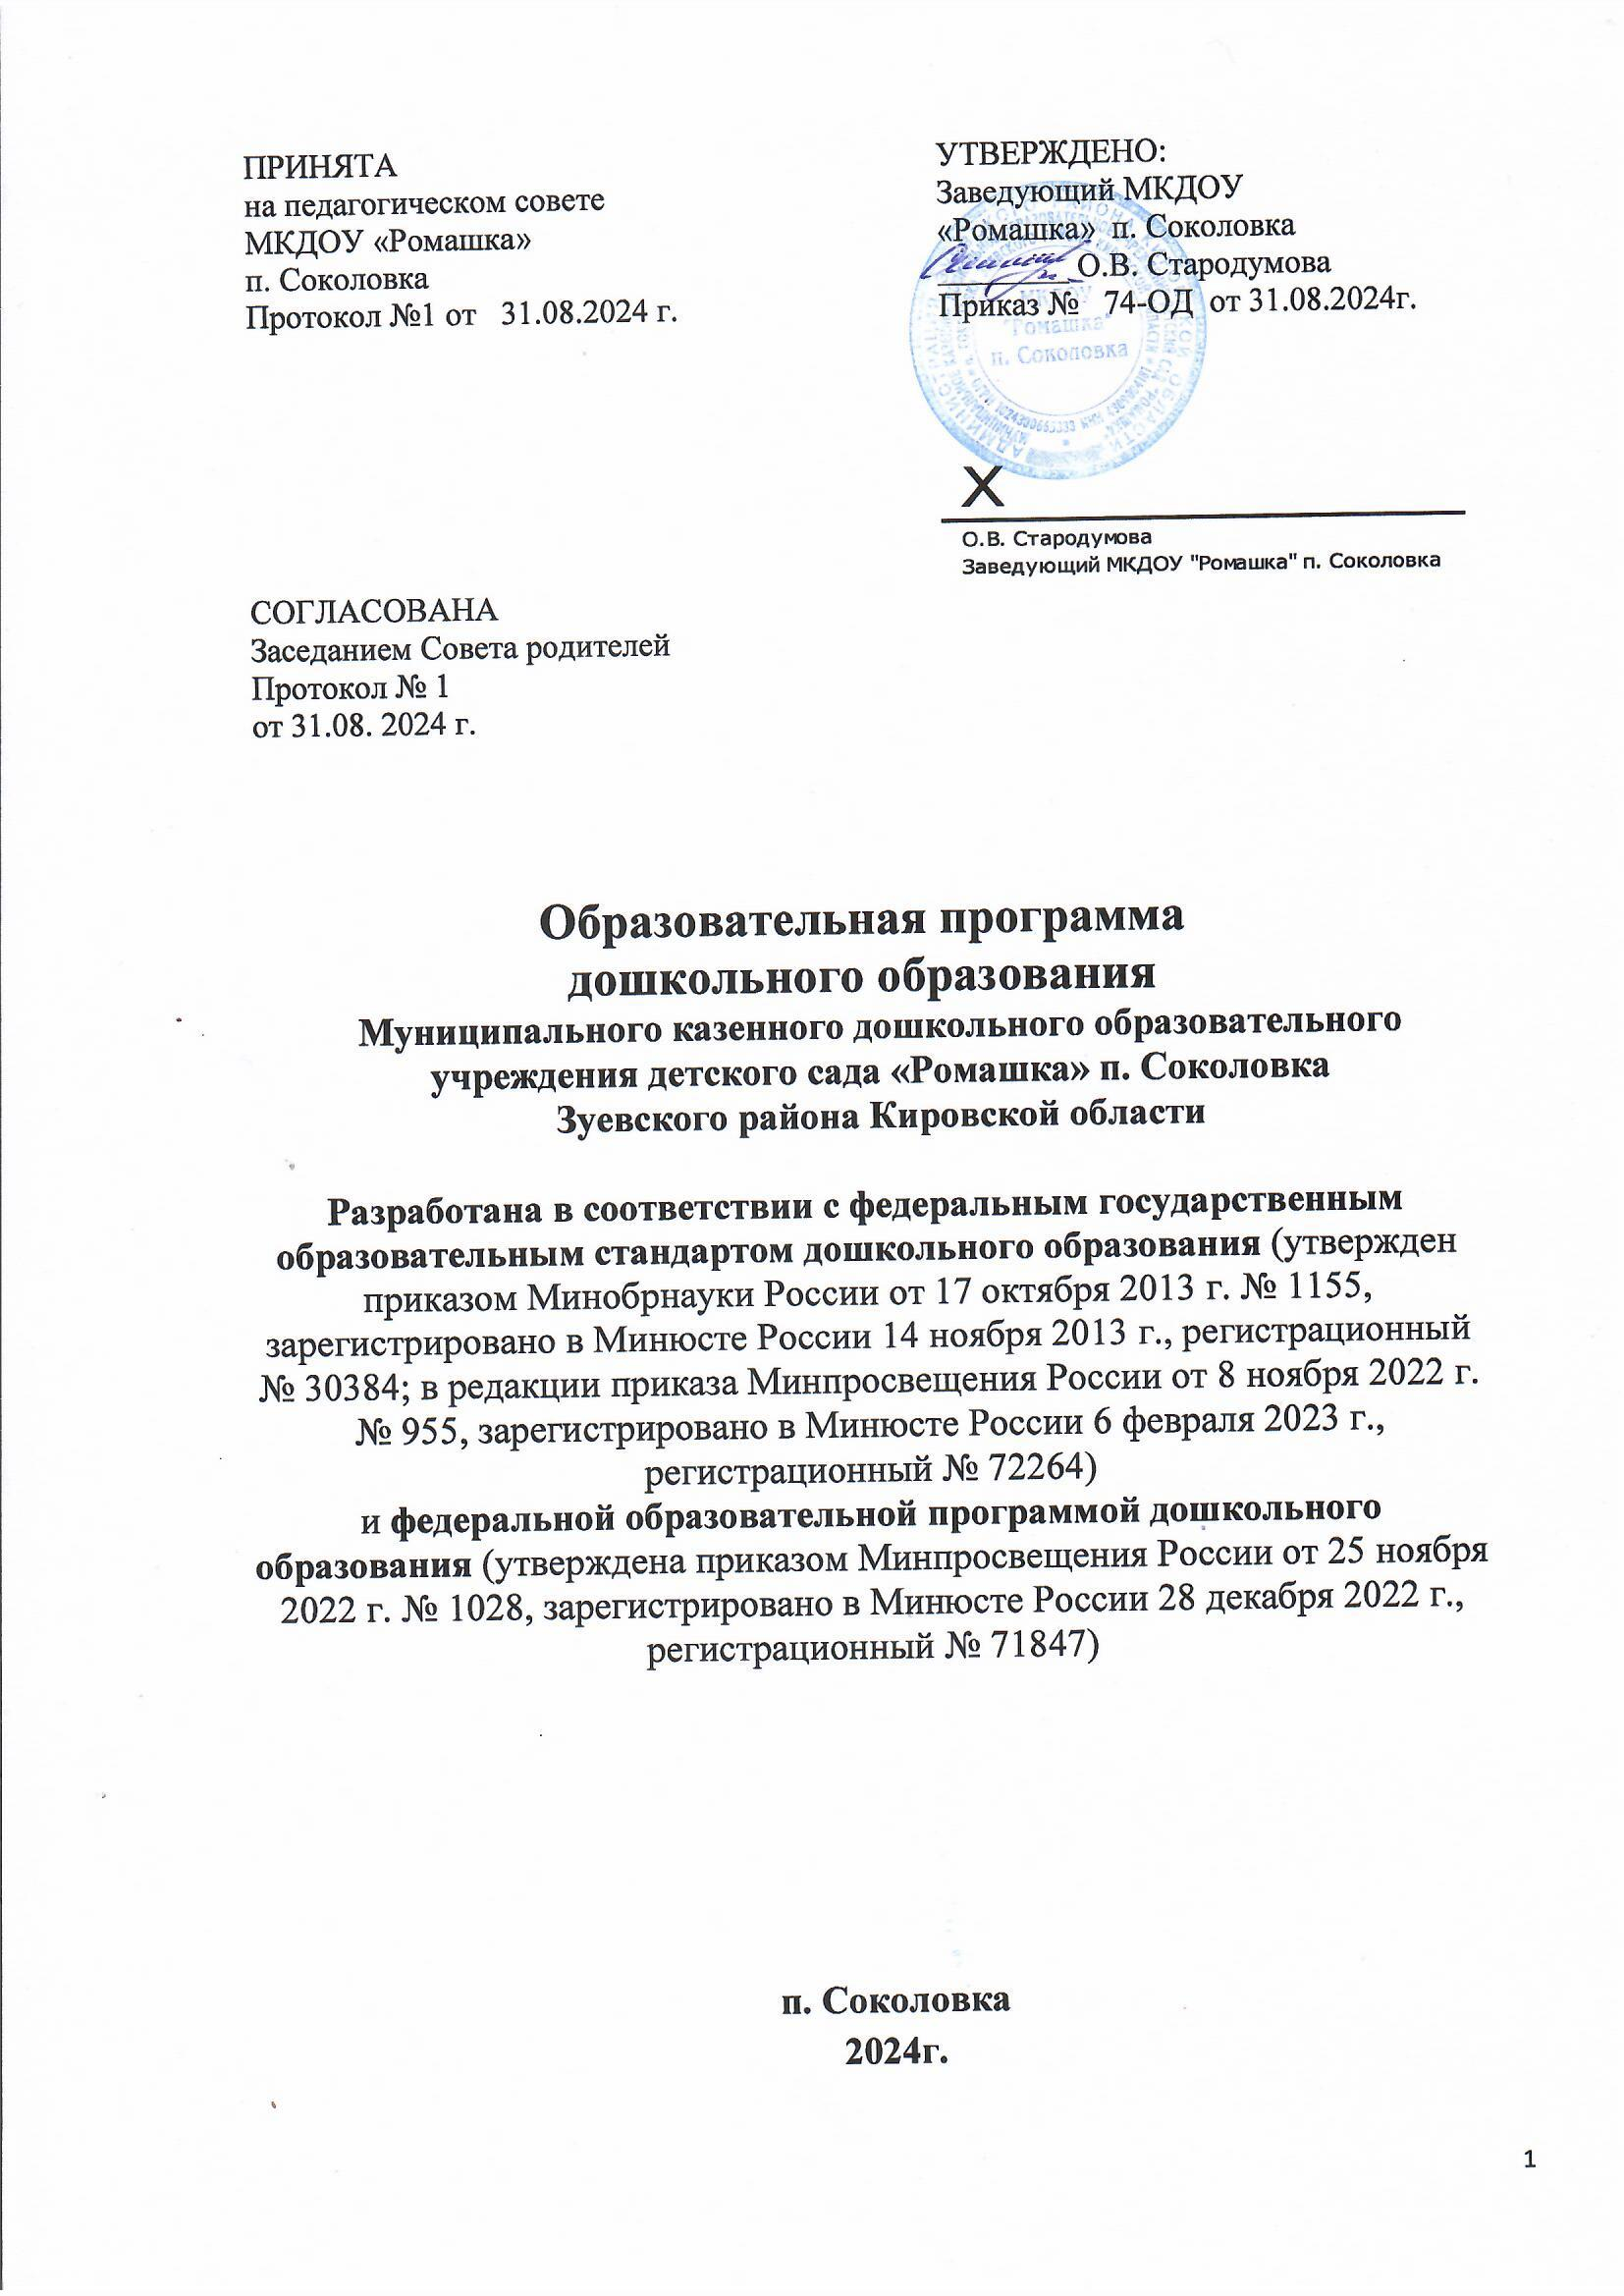 ПРИНЯТА
на педагогическом совете
МКДОУ «Ромашка»
п. Соколовка
Протокол №1 от 31.08.2024 г.
УТВЕРЖДЕНО:
Заведующий МКДОУ
«Ромашка» п. Соколовка
О.В. Стародумова
Приказ № 74-ОД от 31.08.2024г.
МКДОУ
"Ромашка"
п. Соколовка
X
О.В. Стародумова
Заведующий МКДОУ "Ромашка" п. Соколовка
СОГЛАСОВАНА
Заседанием Совета родителей
Протокол № 1
от 31.08. 2024 г.
Образовательная программа
дошкольного образования
Муниципального казенного дошкольного образовательного
учреждения детского сада «Ромашка» п. Соколовка
Зуевского района Кировской области
Разработана в соответствии с федеральным государственным
образовательным стандартом дошкольного образования (утвержден
приказом Минобрнауки России от 17 октября 2013 г. № 1155,
зарегистрировано в Минюсте России 14 ноября 2013 г., регистрационный
№ 30384; в редакции приказа Минпросвещения России от 8 ноября 2022 г.
№ 955, зарегистрировано в Минюсте России 6 февраля 2023 г.,
регистрационный № 72264)
и федеральной образовательной программой дошкольного
образования (утверждена приказом Минпросвещения России от 25 ноября
2022 г. № 1028, зарегистрировано в Минюсте России 28 декабря 2022 г.,
регистрационный № 71847)
п. Соколовка
2024г.
1